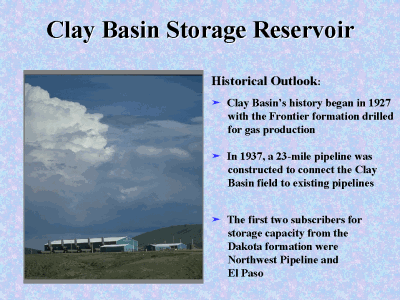 Clay Basin Storage Reservoir
Historical Outlook:
➢ Clay Basin's history began in 1927
with the Frontier formation drilled
for gas production
➢ In 1937, a 23-mile pipeline was
constructed to connect the Clay
Basin field to existing pipelines
➢ The first two subscribers for
storage capacity from the
Dakota formation were
Northwest Pipeline and
El Paso